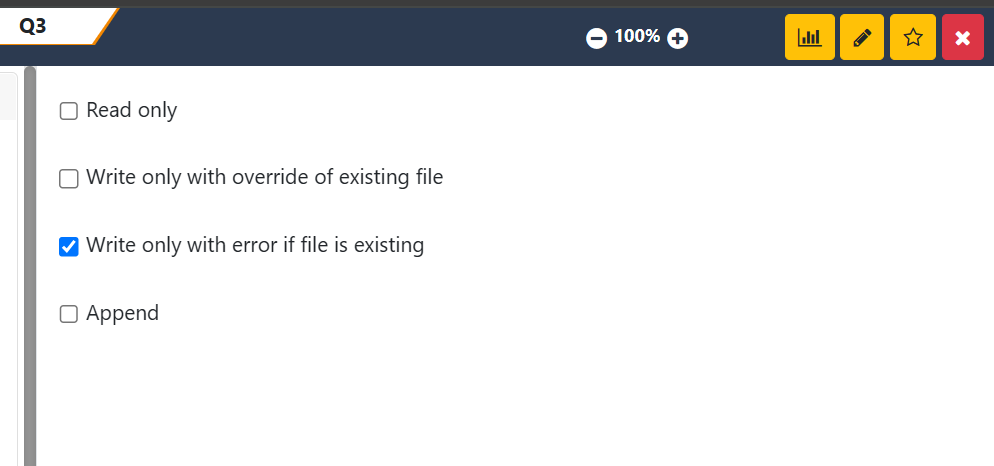 Q3
100%
Read only
Write only with override of existing file
Write only with error if file is existing
Append